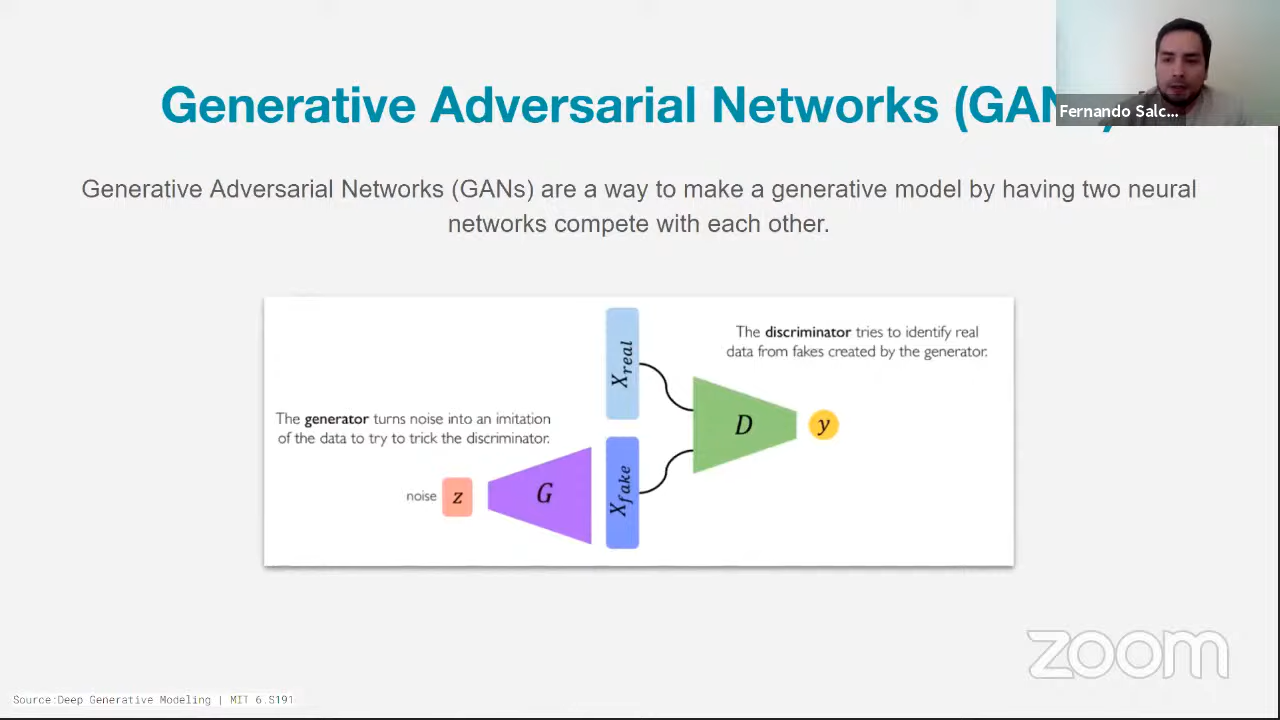 Generative Adversarial Networks (GAN
Fernando Salc...
Generative Adversarial Networks (GANs) are a way to make a generative model by having two neural
networks compete with each other.
The discriminator tries to identify real
data from fakes created by the generator.
X_real
D
y
The generator turns noise into an imitation
of the data to try to trick the discriminator.
X_fake
noise
z
G
zoom
Source:Deep Generative Modeling | MIT 6.S191